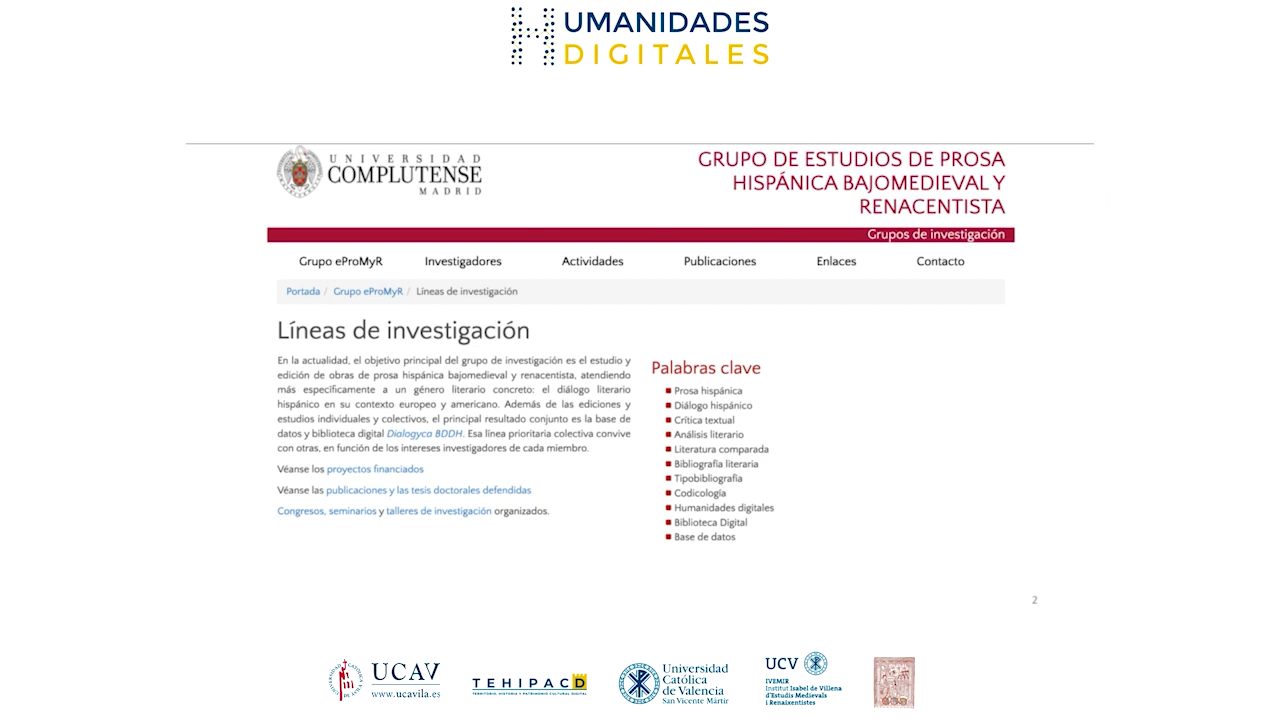 HUMANIDADES
DIGITALES
UNIVERSIDAD
COMPLUTENSE
MADRID
GRUPO DE ESTUDIOS DE PROSA
HISPÁNICA BAJOMEDIEVAL Y
RENACENTISTA
Grupos de investigación
Grupo eProMyR Investigadores Actividades Publicaciones Enlaces Contacto
Portada / Grupo eProMyR / Líneas de investigación
Líneas de investigación
En la actualidad, el objetivo principal del grupo de investigación es el estudio y
edición de obras de prosa hispánica bajomedieval y renacentista, atendiendo
más específicamente a un género literario concreto: el diálogo literario
hispánico en su contexto europeo y americano. Además de las ediciones y
estudios individuales y colectivos, el principal resultado conjunto es la base de
datos y biblioteca digital Dialogyca BDDH. Esa línea prioritaria colectiva convive
con otras, en función de los intereses investigadores de cada miembro.
Véanse los proyectos financiados
Véanse las publicaciones y las tesis doctorales defendidas
Congresos, seminarios y talleres de investigación organizados.
Palabras clave
Prosa hispánica
Diálogo hispánico
Crítica textual
Análisis literario
Literatura comparada
Bibliografía literaria
Tipobibliografía
Codicología
Humanidades digitales
Biblioteca Digital
Base de datos
2
UCAV
www.ucavila.es
TEHIPACD
TERRITORIO, HISTORIA Y PATRIMONIO CULTURAL DIGITAL
Universidad
Católica
de Valencia
San Vicente Mártir
UCV
IVEMIR
Institut Isabel de Villena
d'Estudis Medievals
i Renaixentistes